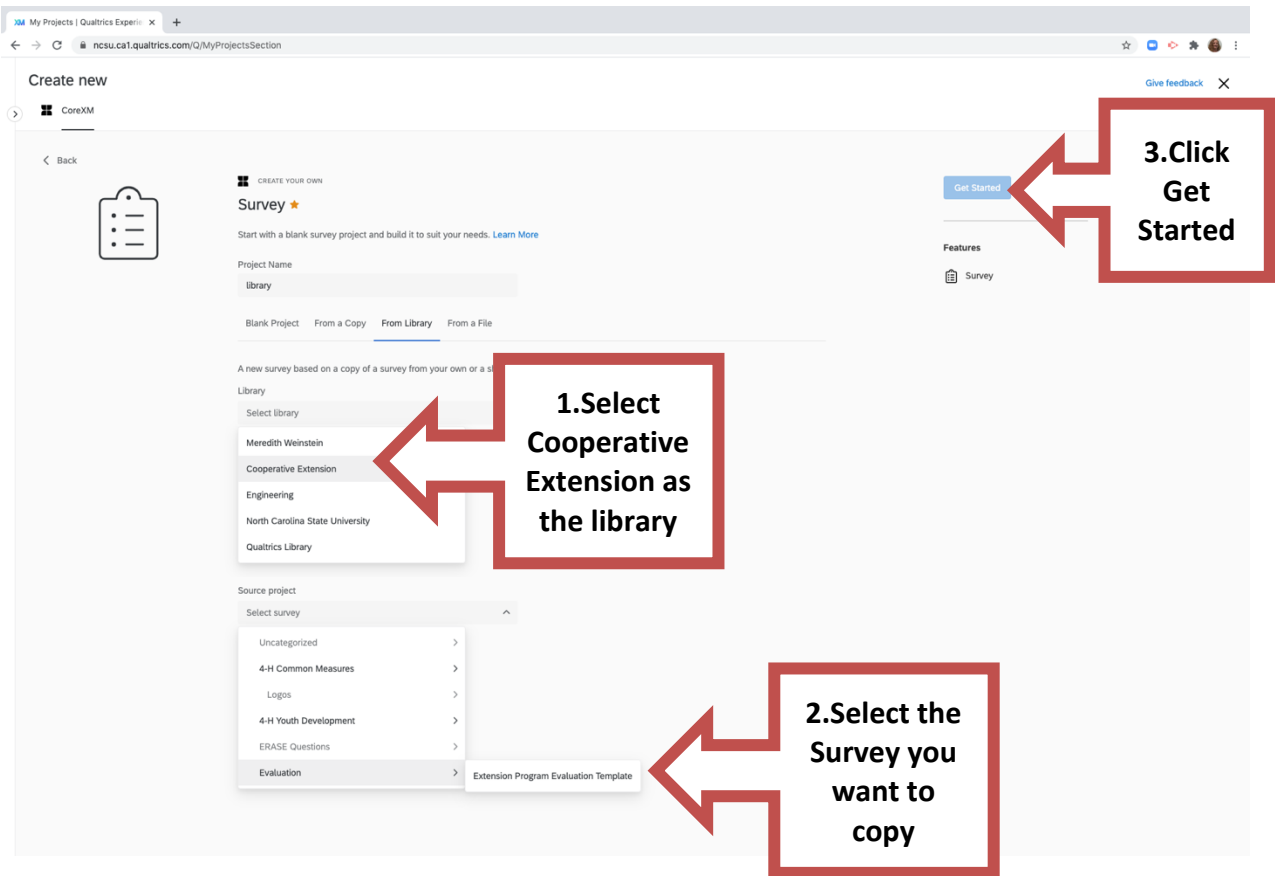 XM My Projects | Qualtrics Experie
ncsu.ca1.qualtrics.com/Q/MyProjectsSection
Create new
Give feedback
CoreXM
Back
CREATE YOUR OWN
Survey
Start with a blank survey project and build it to suit your needs. Learn More
Project Name
library
Blank Project From a Copy From Library From a File
A new survey based on a copy of a survey from your own or a
Library
Select library
Meredith Weinstein
Cooperative Extension
Engineering
North Carolina State University
Qualtrics Library
Source project
Select survey
Uncategorized
4-H Common Measures
Logos
4-H Youth Development
ERASE Questions
Evaluation
Extension Program Evaluation Template
Get Started
Features
Survey
1.Select
Cooperative
Extension as
the library
2.Select the
Survey you
want to
copy
3.Click
Get
Started